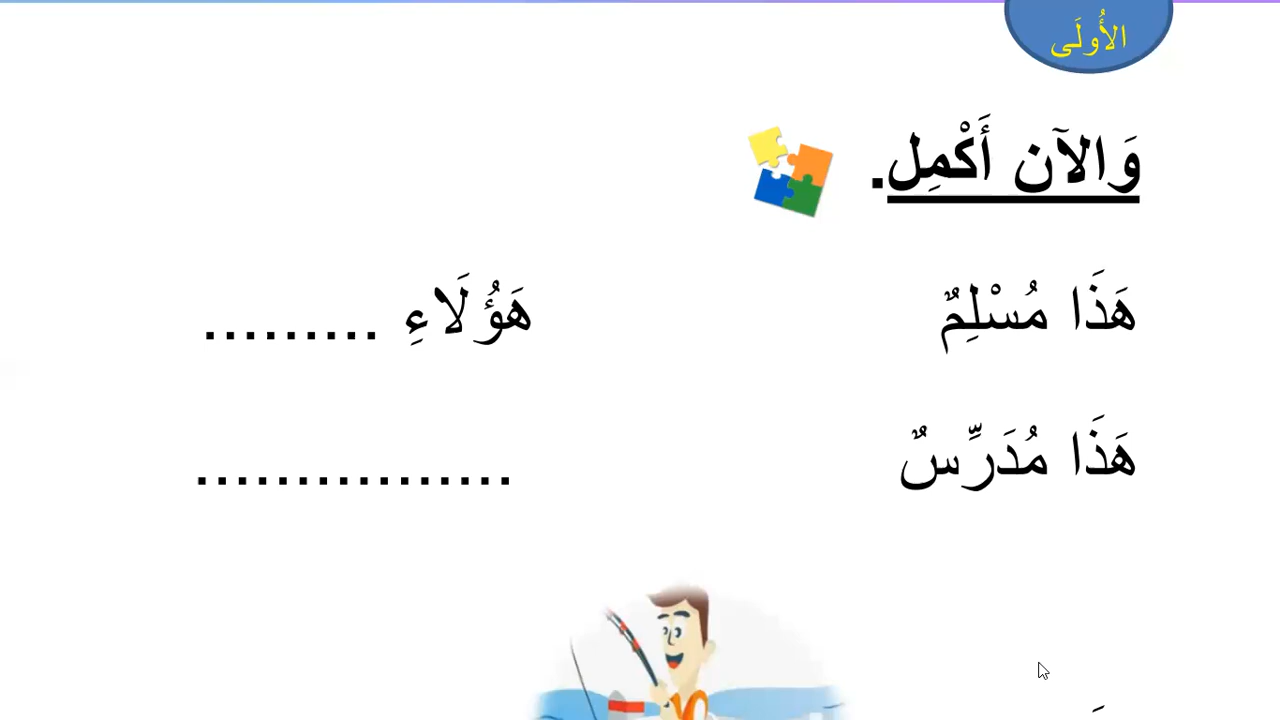 الأُولَى
وَالآن أَكْمِل.
هَذَا مُسْلِمٌ هَؤُلَاءِ .........
هَذَا مُدَرِّسٌ ................